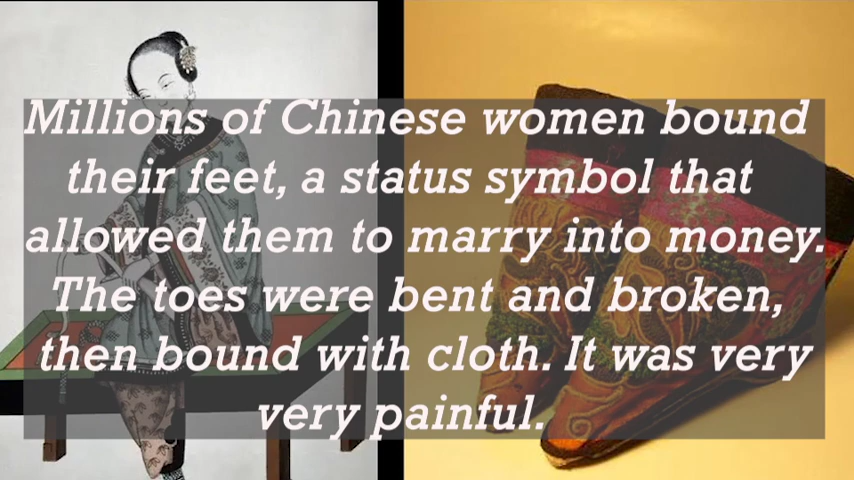 Millions of Chinese women bound
their feet, a status symbol that
allowed them to marry into money.
The toes were bent and broken,
then bound with cloth. It was very
very painful.